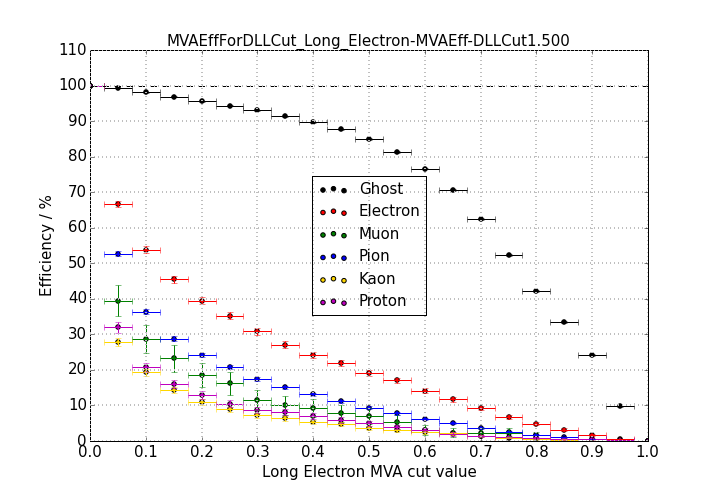 MVAEffForDLLCut_Long_Electron-MVAEff-DLLCut1.500
110
100
90
80
70
60
50
40
30
20
10
0
Efficiency / %
Ghost
Electron
Muon
Pion
Kaon
Proton
0.0 0.1 0.2 0.3 0.4 0.5 0.6 0.7 0.8 0.9 1.0
Long Electron MVA cut value